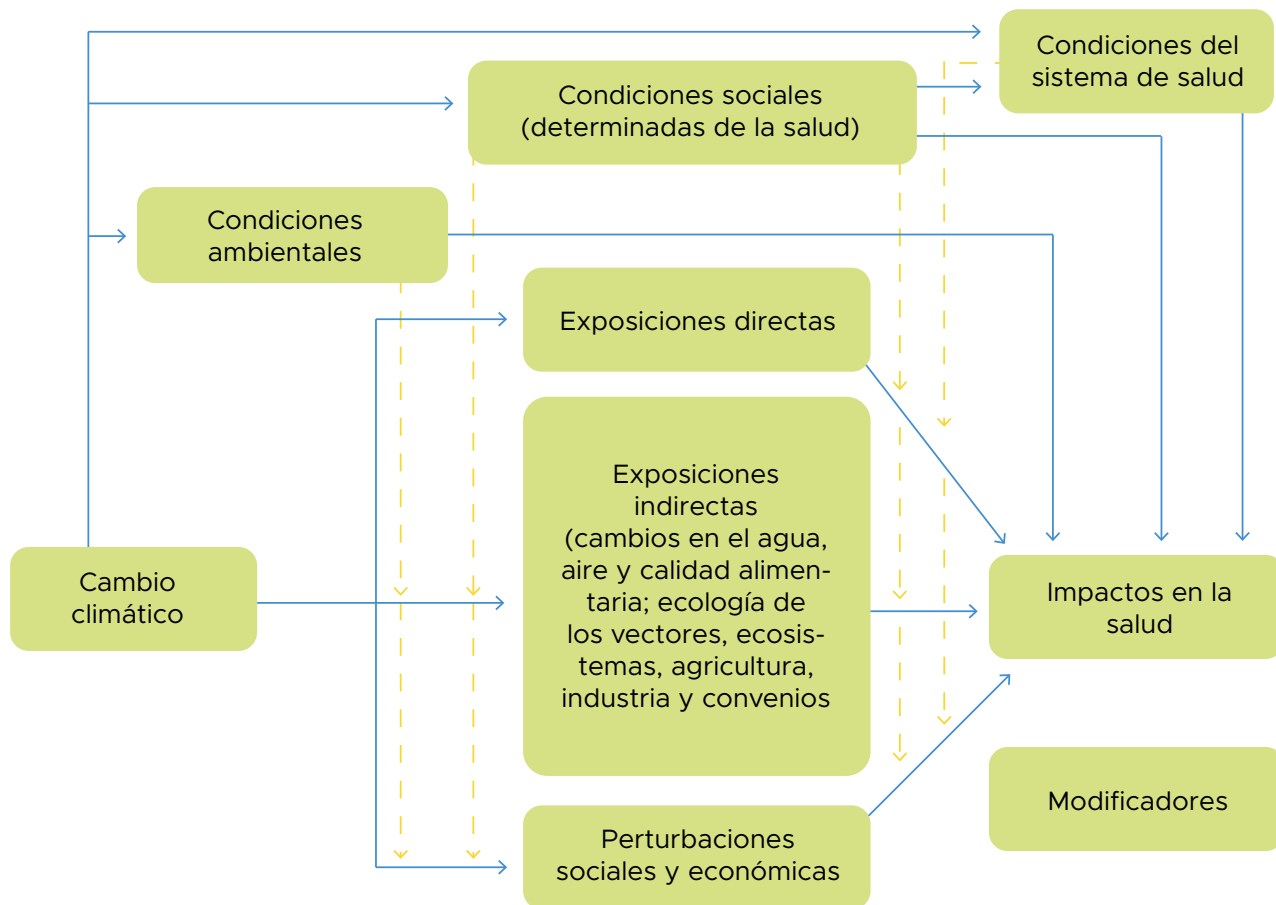 Condiciones del
sistema de salud
Condiciones sociales
(determinadas de la salud)
Condiciones
ambientales
Exposiciones directas
Exposiciones
indirectas
(cambios en el agua,
aire y calidad alimen-
taria; ecología de
los vectores, ecosis-
temas, agricultura,
industria y convenios
Cambio
climático
Impactos en la
salud
Modificadores
Perturbaciones
sociales y económicas